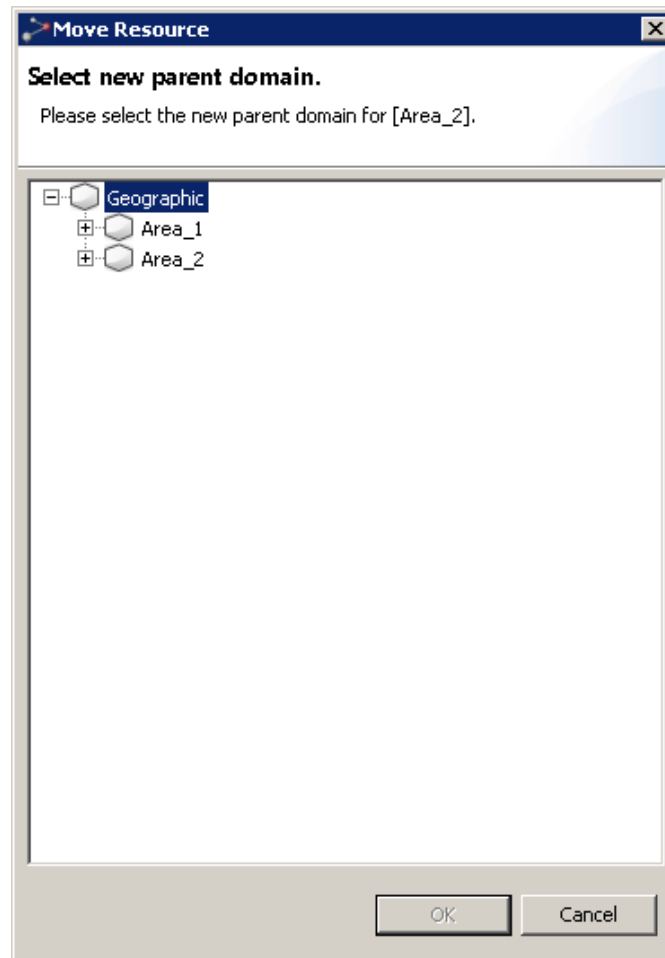 Move Resource
Select new parent domain.
Please select the new parent domain for [Area_2].
Geographic
Area_1
Area_2
OK
Cancel